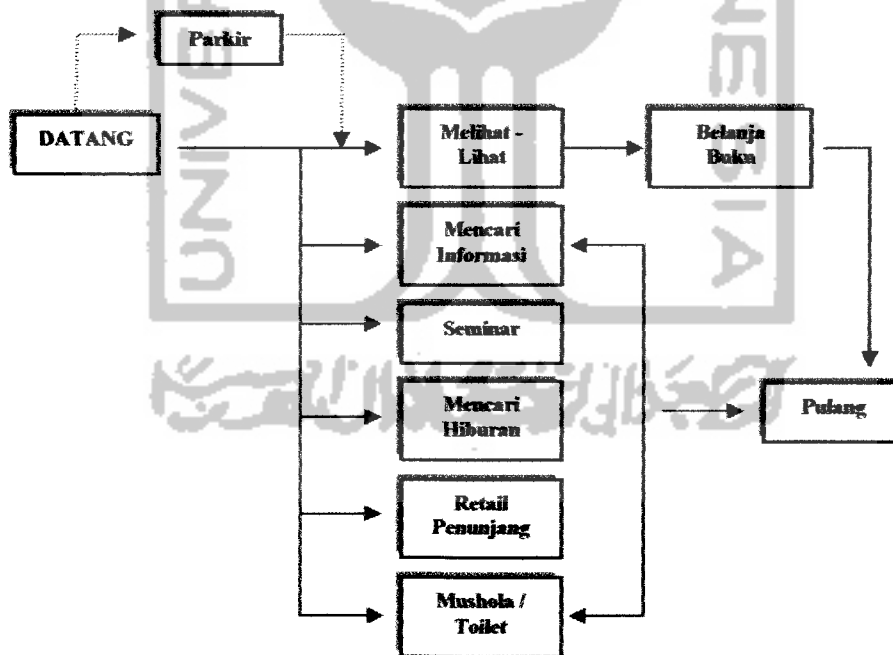 Parkir
DATANG
Melihat -
Lihat
Belanja
Buku
Mencari
Informasi
Seminar
Mencari
Hiburan
Pulang
Retail
Penunjang
Mushola /
Toilet